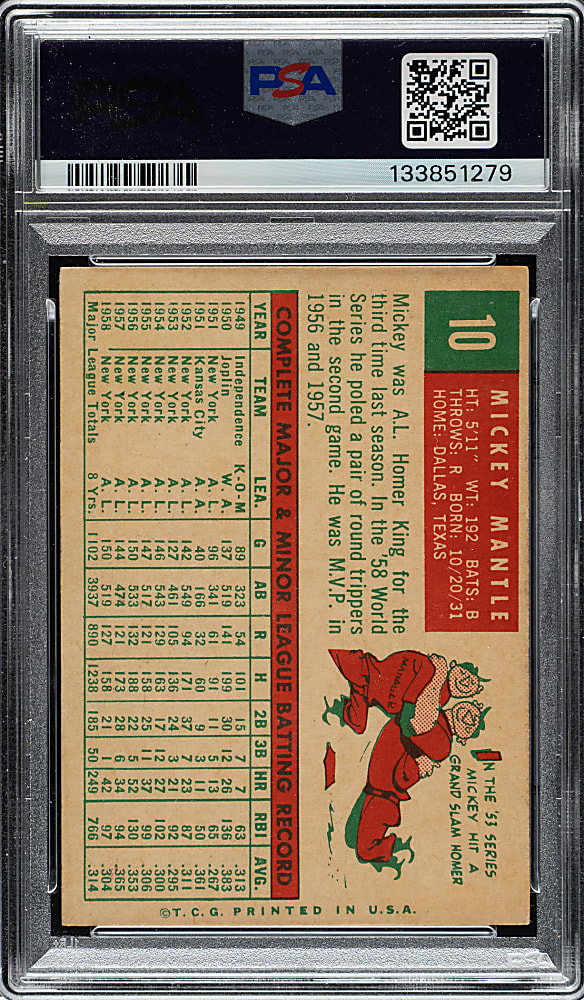 PSA
133851279
10
MICKEY MANTLE
HT: 5'11" WT: 192 BATS: B
THROWS: R BORN: 10/20/31
HOME: DALLAS, TEXAS
Mickey was A.L. Homer King for the
third time last season. In the '58 World
Series he poled a pair of round trippers
in the second game. He was M.V.P. in
1956 and 1957.
IN THE '53 SERIES
MICKEY HIT A
GRAND SLAM HOMER
MANAGER
COMPLETE MAJOR & MINOR LEAGUE BATTING RECORD
YEAR TEAM LEA. G AB R H 2B 3B HR RBI AVG.
1949 Independence K-O-M 89 323 54 101 15 7 7 63 .313
1950 Joplin W. A. 137 519 141 199 30 12 26 136 .383
1951 New York A. L. 96 341 61 91 11 5 13 65 .267
1951 Kansas City A. A. 40 166 32 60 9 3 11 50 .361
1952 New York A. L. 142 549 94 171 37 7 23 87 .311
1953 New York A. L. 127 461 105 136 24 3 21 92 .295
1954 New York A. L. 146 543 129 163 17 12 27 102 .300
1955 New York A. L. 147 517 121 158 25 11 37 99 .306
1956 New York A. L. 150 533 132 188 22 5 52 130 .353
1957 New York A. L. 144 474 121 173 28 6 34 94 .365
1958 New York A. L. 150 519 127 158 21 1 42 97 .304
Major League Totals 8 Yrs. 1102 3937 890 1238 185 50 249 766 .314
©T.C.G. PRINTED IN U.S.A.